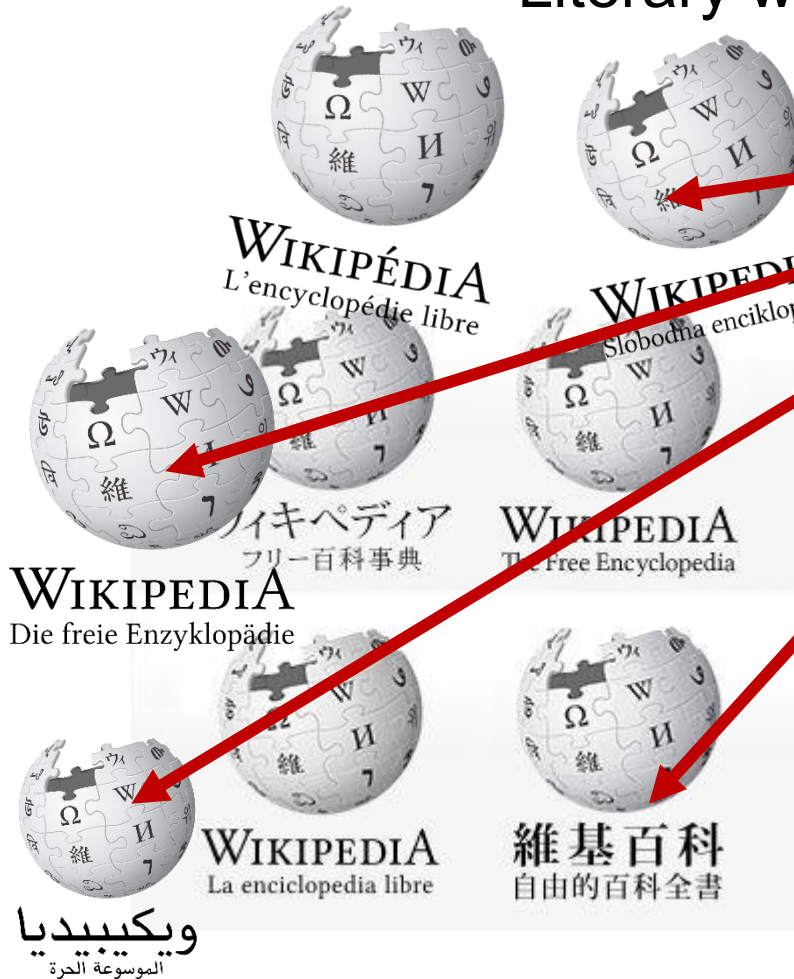 Literary
WIKIPÉDIA
L'encyclopédie libre
WIKIPEDI
Slobodna enciklop
ウィキペディア
フリー百科事典
WIKIPEDIA
The Free Encyclopedia
WIKIPEDIA
Die freie Enzyklopädie
WIKIPEDIA
La enciclopedia libre
維基百科
自由的百科全書
ويكيبيديا
الموسوعة الحرة